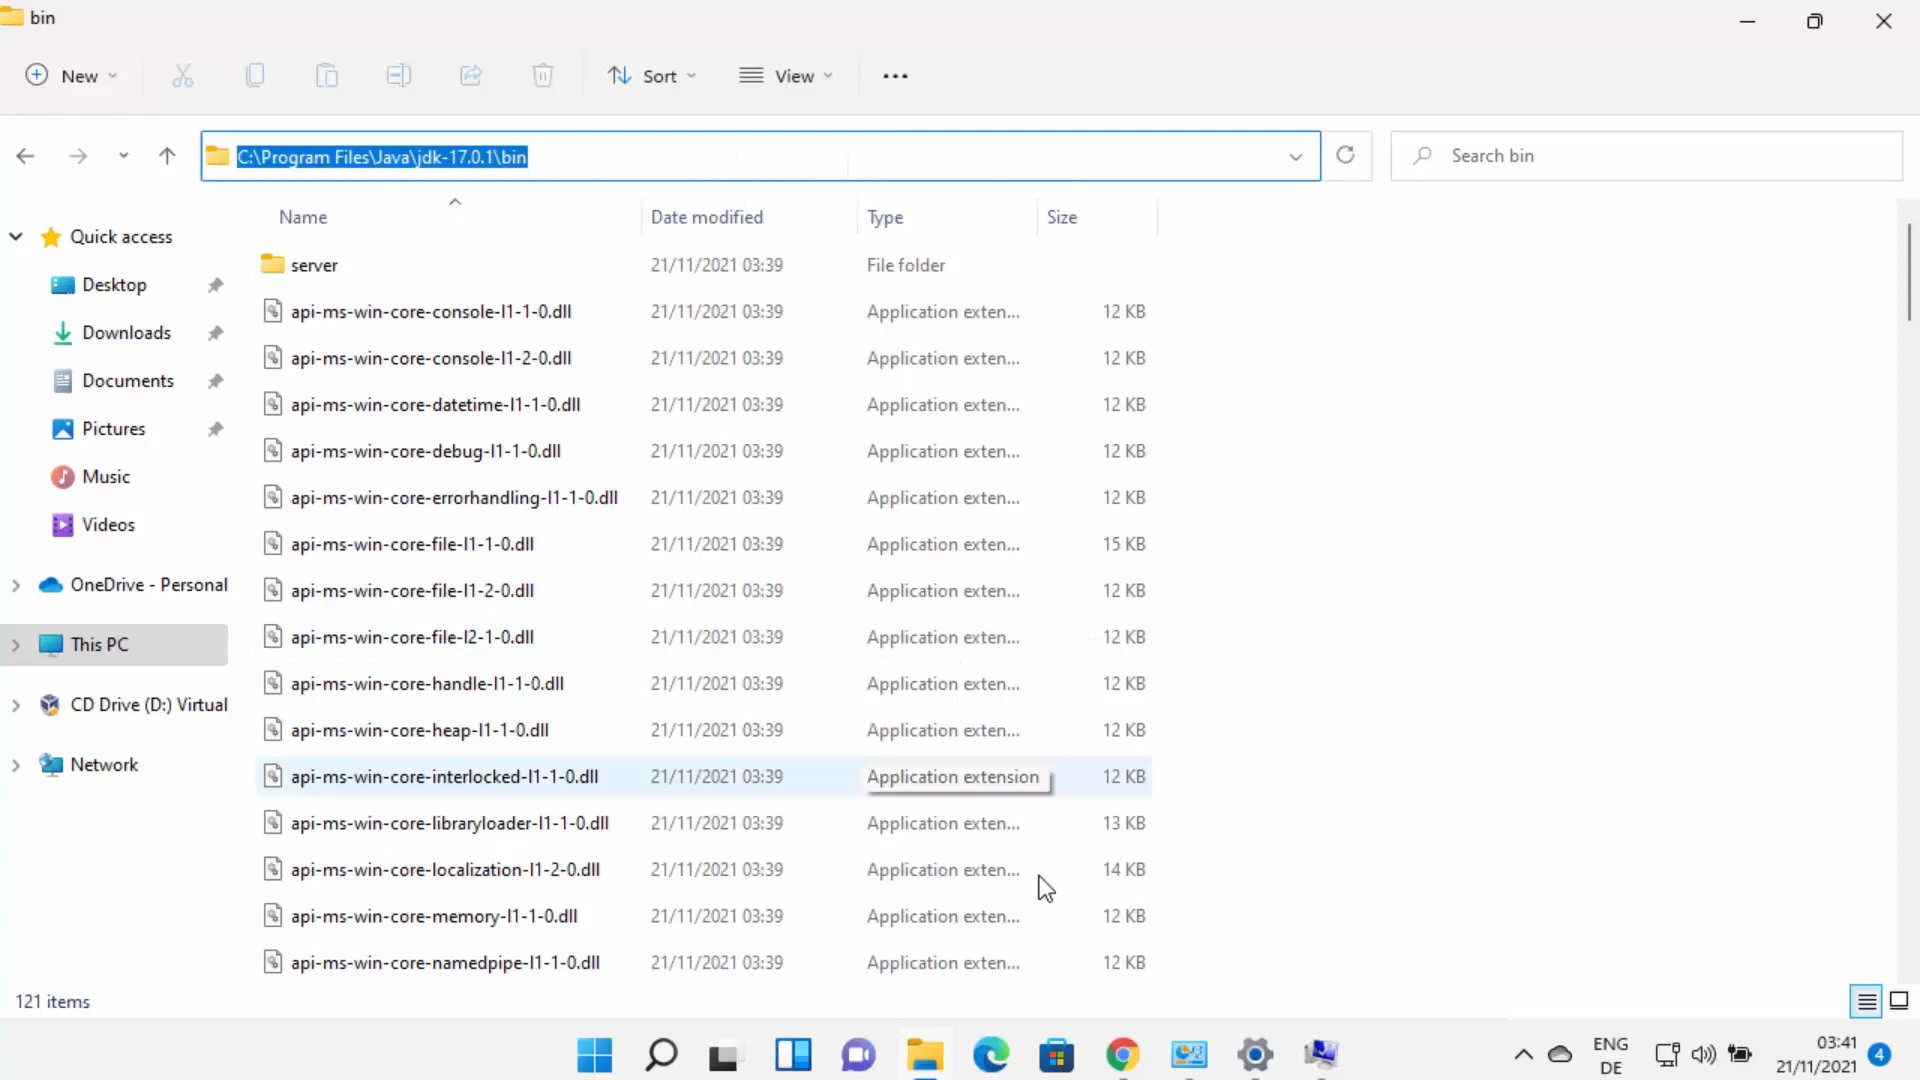 bin
New
Sort
View
C:\Program Files\Java\jdk-17.0.1\bin
Search bin
Name Date modified Type Size
Quick access
Desktop
Downloads
Documents
Pictures
Music
Videos
OneDrive - Personal
This PC
CD Drive (D:) Virtual
Network
server 21/11/2021 03:39 File folder
api-ms-win-core-console-l1-1-0.dll 21/11/2021 03:39 Application exten... 12 KB
api-ms-win-core-console-l1-2-0.dll 21/11/2021 03:39 Application exten... 12 KB
api-ms-win-core-datetime-l1-1-0.dll 21/11/2021 03:39 Application exten... 12 KB
api-ms-win-core-debug-l1-1-0.dll 21/11/2021 03:39 Application exten... 12 KB
api-ms-win-core-errorhandling-l1-1-0.dll 21/11/2021 03:39 Application exten... 12 KB
api-ms-win-core-file-l1-1-0.dll 21/11/2021 03:39 Application exten... 15 KB
api-ms-win-core-file-l1-2-0.dll 21/11/2021 03:39 Application exten... 12 KB
api-ms-win-core-file-l2-1-0.dll 21/11/2021 03:39 Application exten... 12 KB
api-ms-win-core-handle-l1-1-0.dll 21/11/2021 03:39 Application exten... 12 KB
api-ms-win-core-heap-l1-1-0.dll 21/11/2021 03:39 Application exten... 12 KB
api-ms-win-core-interlocked-l1-1-0.dll 21/11/2021 03:39 Application extension 12 KB
api-ms-win-core-libraryloader-l1-1-0.dll 21/11/2021 03:39 Application exten... 13 KB
api-ms-win-core-localization-l1-2-0.dll 21/11/2021 03:39 Application exten... 14 KB
api-ms-win-core-memory-l1-1-0.dll 21/11/2021 03:39 Application exten... 12 KB
api-ms-win-core-namedpipe-l1-1-0.dll 21/11/2021 03:39 Application exten... 12 KB
121 items
ENG
DE
03:41
21/11/2021
4